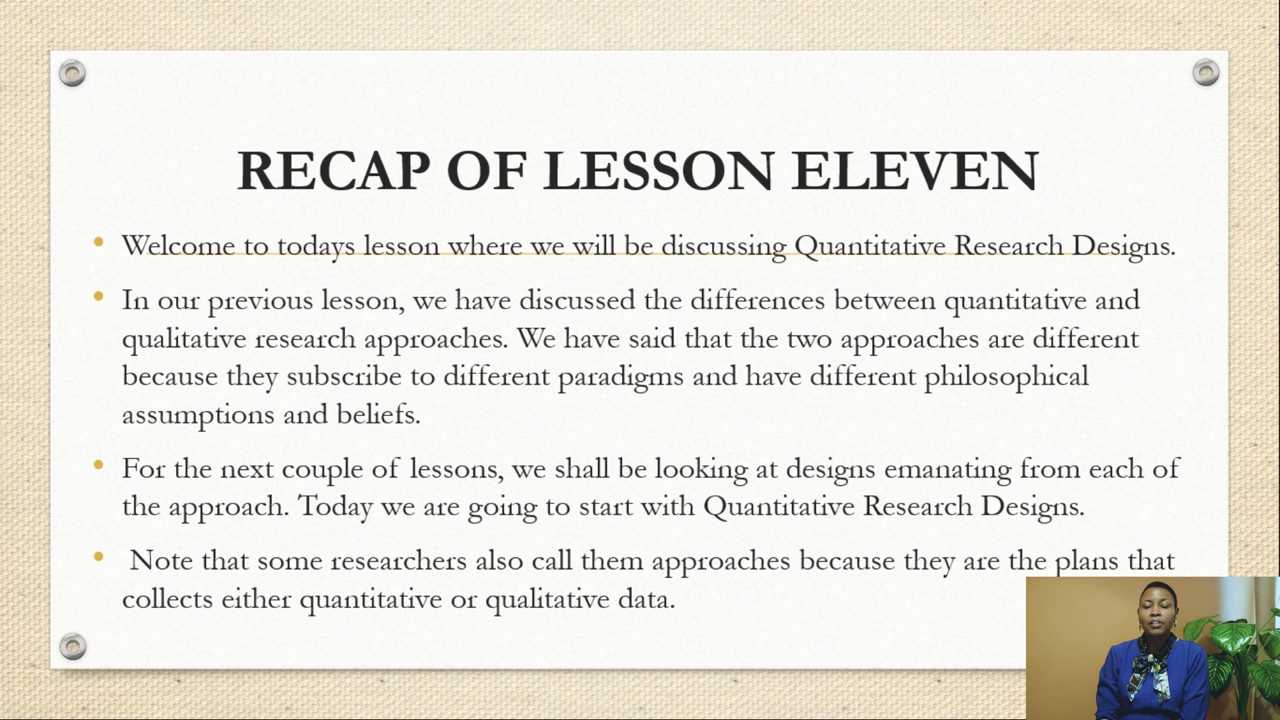 RECAP OF LESSON ELEVEN
• Welcome to todays lesson where we will be discussing Quantitative Research Designs.
• In our previous lesson, we have discussed the differences between quantitative and
qualitative research approaches. We have said that the two approaches are different
because they subscribe to different paradigms and have different philosophical
assumptions and beliefs.
• For the next couple of lessons, we shall be looking at designs emanating from each of
the approach. Today we are going to start with Quantitative Research Designs.
• Note that some researchers also call them approaches because they are the plans that
collects either quantitative or qualitative data.